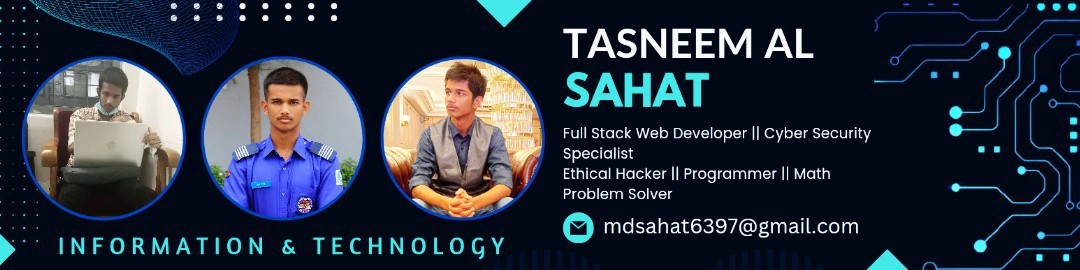 TASNEEM AL
SAHAT
Full Stack Web Developer || Cyber Security
Specialist
Ethical Hacker || Programmer || Math
Problem Solver
mdsahat6397@gmail.com
INFORMATION & TECHNOLOGY